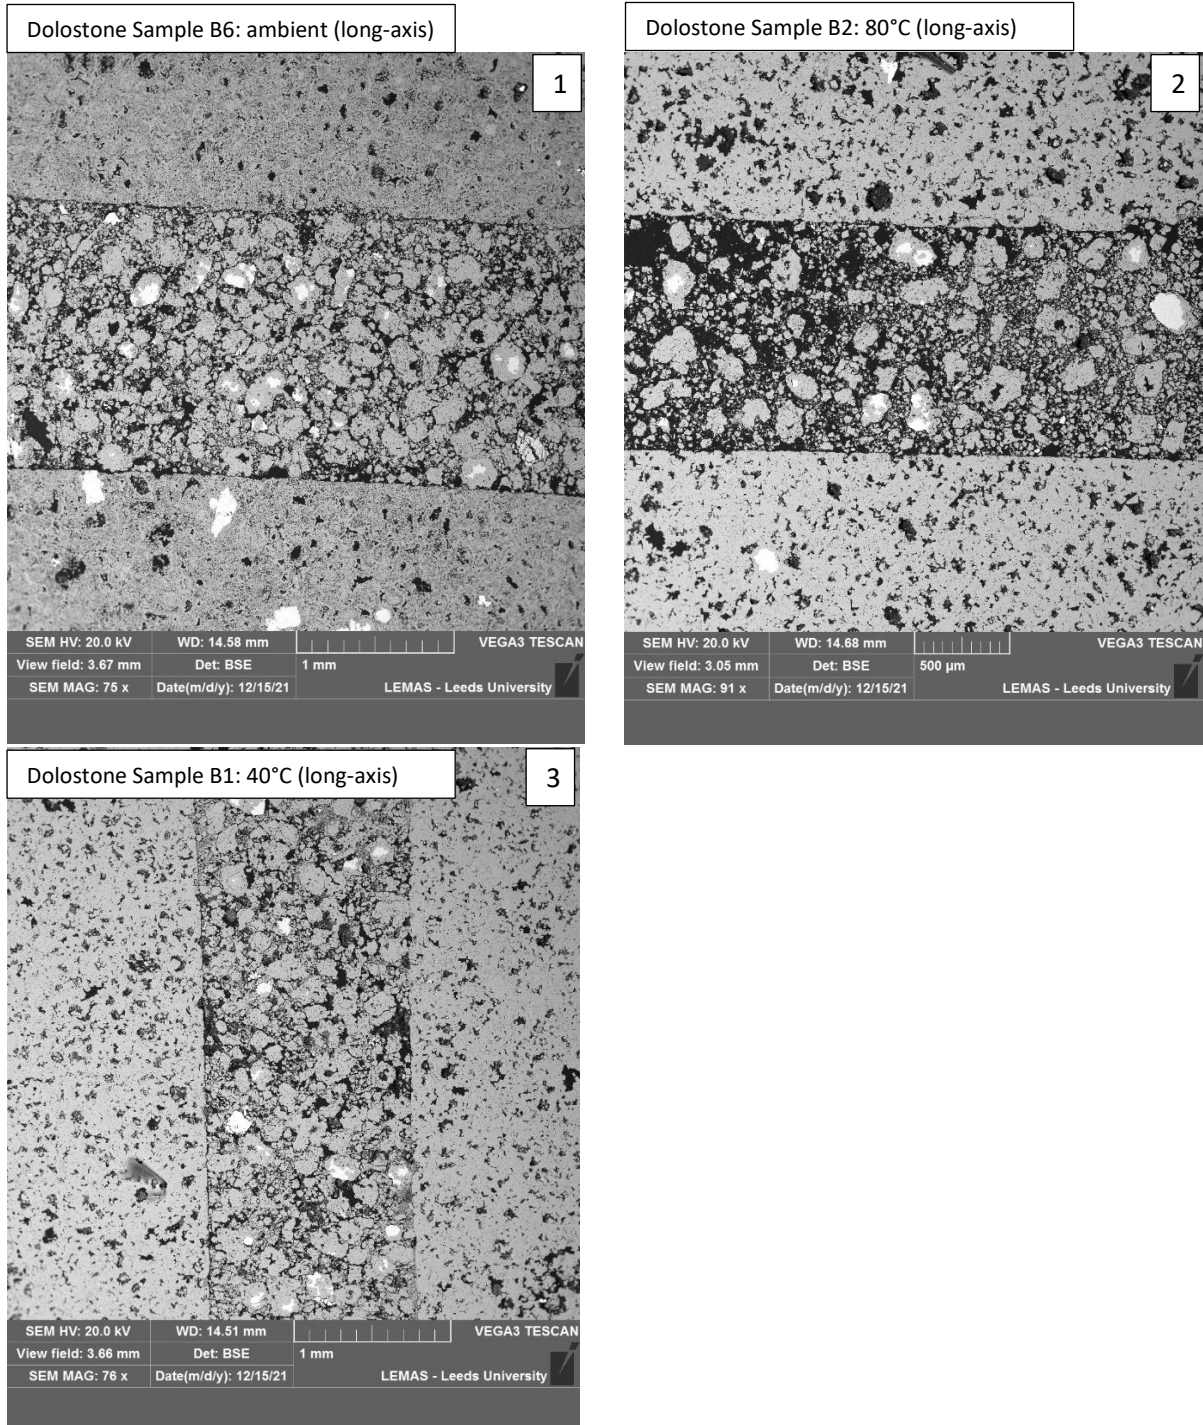 Dolostone Sample B6: ambient (long-axis)
1
SEM HV: 20.0 kV WD: 14.58 mm VEGA3 TESCAN
View field: 3.67 mm Det: BSE 1 mm
SEM MAG: 75 x Date(m/d/y): 12/15/21 LEMAS - Leeds University
Dolostone Sample B2: 80°C (long-axis)
2
SEM HV: 20.0 kV WD: 14.68 mm VEGA3 TESCAN
View field: 3.05 mm Det: BSE 500 µm
SEM MAG: 91 x Date(m/d/y): 12/15/21 LEMAS - Leeds University
Dolostone Sample B1: 40°C (long-axis)
3
SEM HV: 20.0 kV WD: 14.51 mm VEGA3 TESCAN
View field: 3.66 mm Det: BSE 1 mm
SEM MAG: 76 x Date(m/d/y): 12/15/21 LEMAS - Leeds University